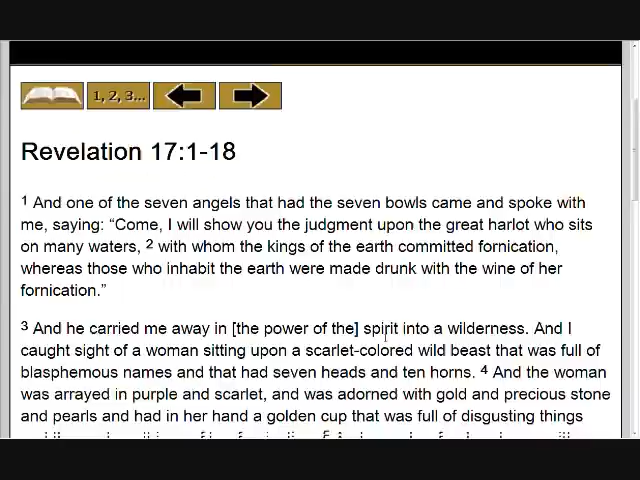 1, 2, 3...
Revelation 17:1-18
1 And one of the seven angels that had the seven bowls came and spoke with
me, saying: “Come, I will show you the judgment upon the great harlot who sits
on many waters, 2 with whom the kings of the earth committed fornication,
whereas those who inhabit the earth were made drunk with the wine of her
fornication.”
3 And he carried me away in [the power of the] spirit into a wilderness. And I
caught sight of a woman sitting upon a scarlet-colored wild beast that was full of
blasphemous names and that had seven heads and ten horns. 4 And the woman
was arrayed in purple and scarlet, and was adorned with gold and precious stone
and pearls and had in her hand a golden cup that was full of disgusting things